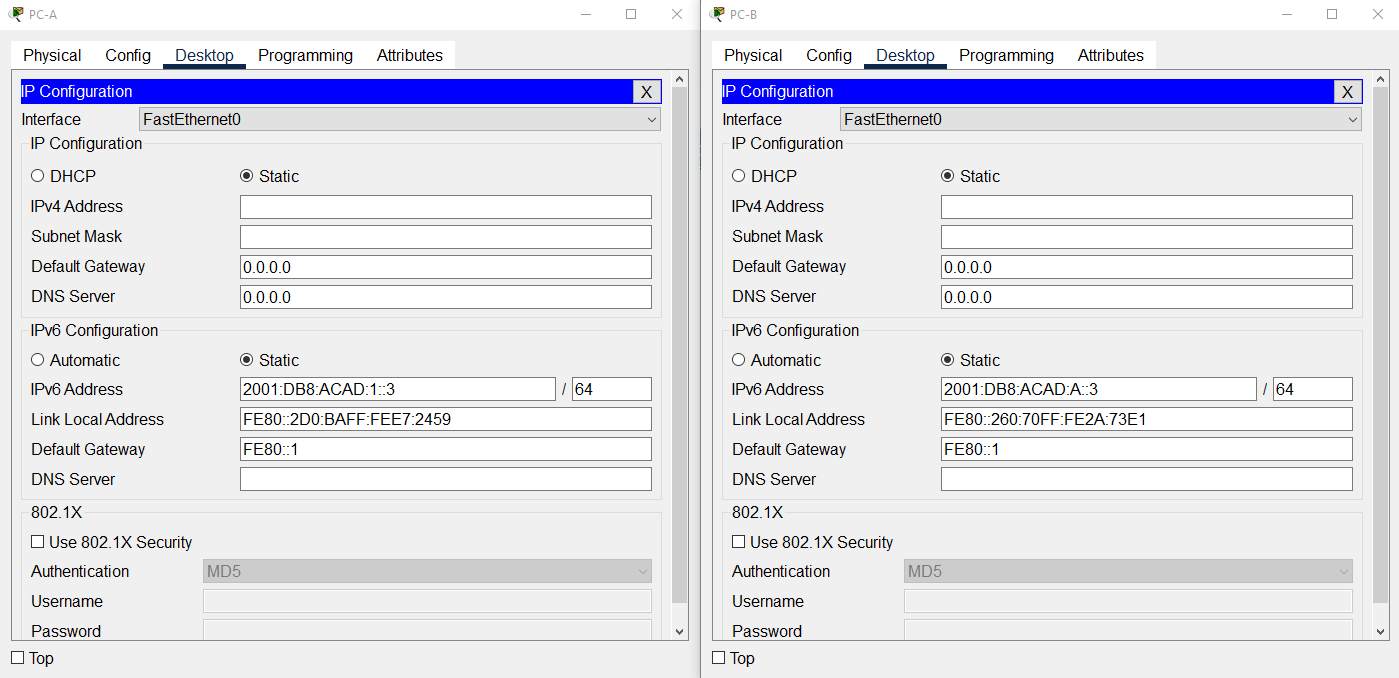 PC-A
Physical Config Desktop Programming Attributes
IP Configuration X
Interface FastEthernet0
IP Configuration
DHCP Static
IPv4 Address
Subnet Mask
Default Gateway 0.0.0.0
DNS Server 0.0.0.0
IPv6 Configuration
Automatic Static
IPv6 Address 2001:DB8:ACAD:1::3 / 64
Link Local Address FE80::2D0:BAFF:FEE7:2459
Default Gateway FE80::1
DNS Server
802.1X
Use 802.1X Security
Authentication MD5
Username
Password
Top
PC-B
Physical Config Desktop Programming Attributes
IP Configuration X
Interface FastEthernet0
IP Configuration
DHCP Static
IPv4 Address
Subnet Mask
Default Gateway 0.0.0.0
DNS Server 0.0.0.0
IPv6 Configuration
Automatic Static
IPv6 Address 2001:DB8:ACAD:A::3 / 64
Link Local Address FE80::260:70FF:FE2A:73E1
Default Gateway FE80::1
DNS Server
802.1X
Use 802.1X Security
Authentication MD5
Username
Password
Top